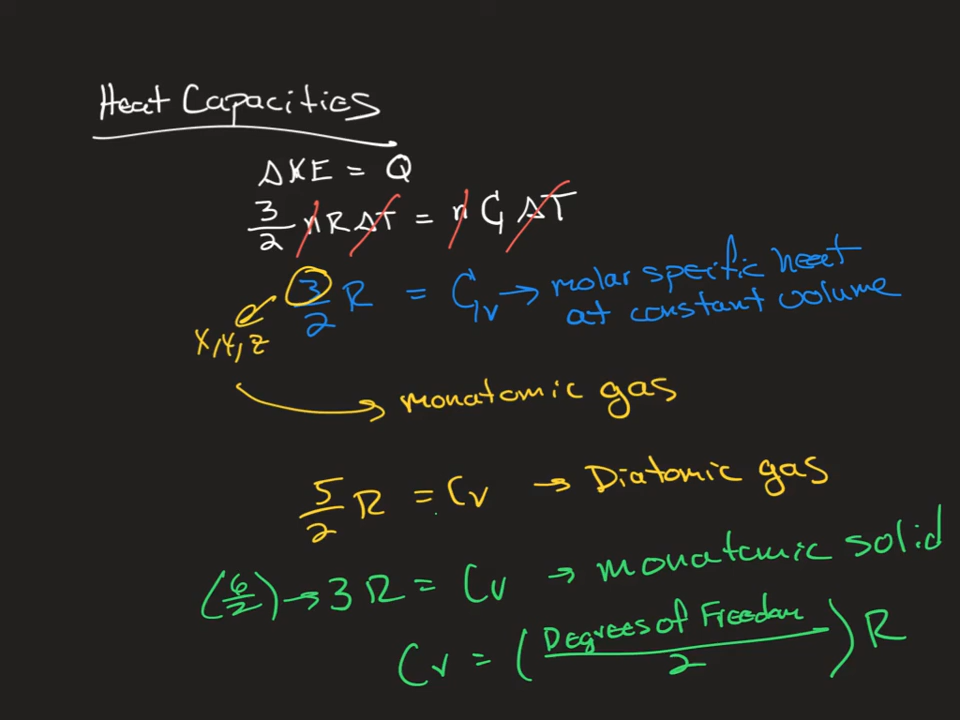 Heat Capacities
ΔKE = Q
3/2 nRΔT = nCΔT
3/2 R = Cv → molar specific heat
at constant volume
x,y,z
→ monatomic gas
5/2 R = Cv → Diatomic gas
(6/2) → 3R = Cv → monatomic solid
Cv = (Degrees of Freedom / 2) R